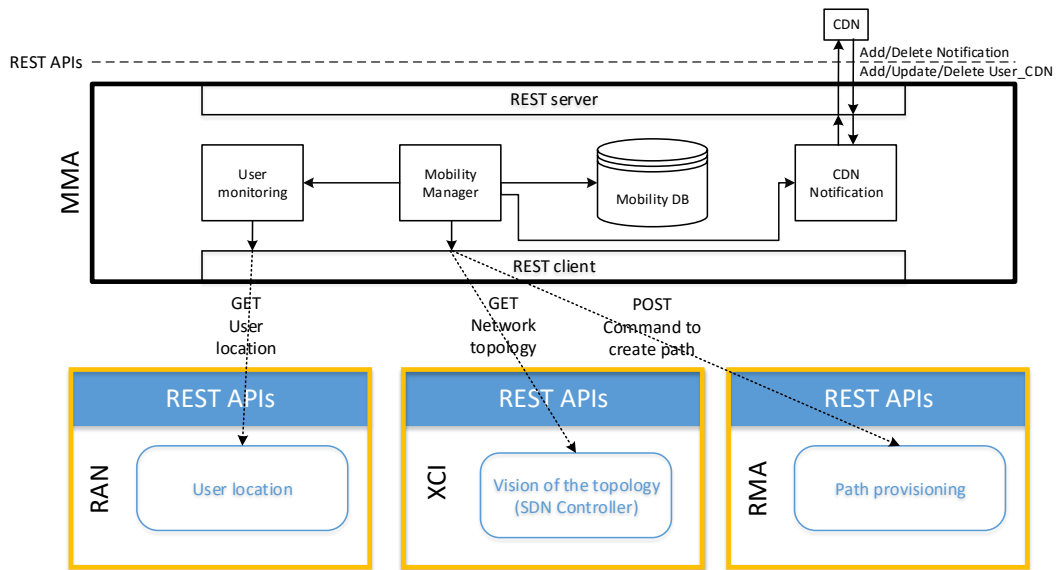 CDN
Add/Delete Notification
REST APIs
Add/Update/Delete User_CDN
REST server
MMA
User
monitoring
Mobility
Manager
Mobility DB
CDN
Notification
REST client
GET
User
location
GET
Network
topology
POST
Command to
create path
REST APIs
RAN
User location
REST APIs
XCI
Vision of the topology
(SDN Controller)
REST APIs
RMA
Path provisioning